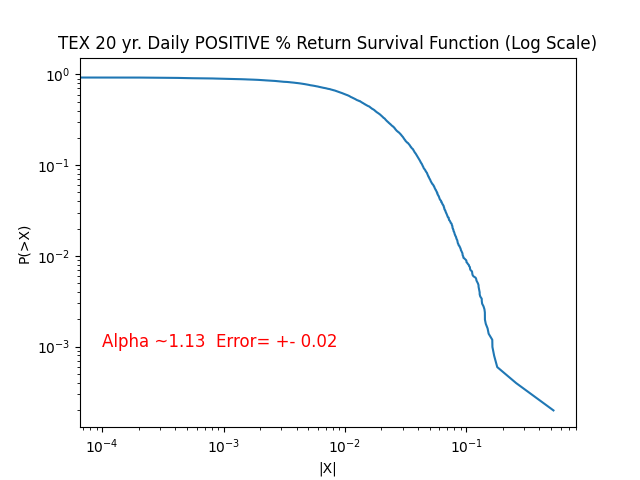 TEX 20 yr. Daily POSITIVE % Return Survival Function (Log Scale)
10⁰
10⁻¹
10⁻²
10⁻³
P(>X)
Alpha ~1.13  Error= +- 0.02
10⁻⁴
10⁻³
10⁻²
10⁻¹
|X|